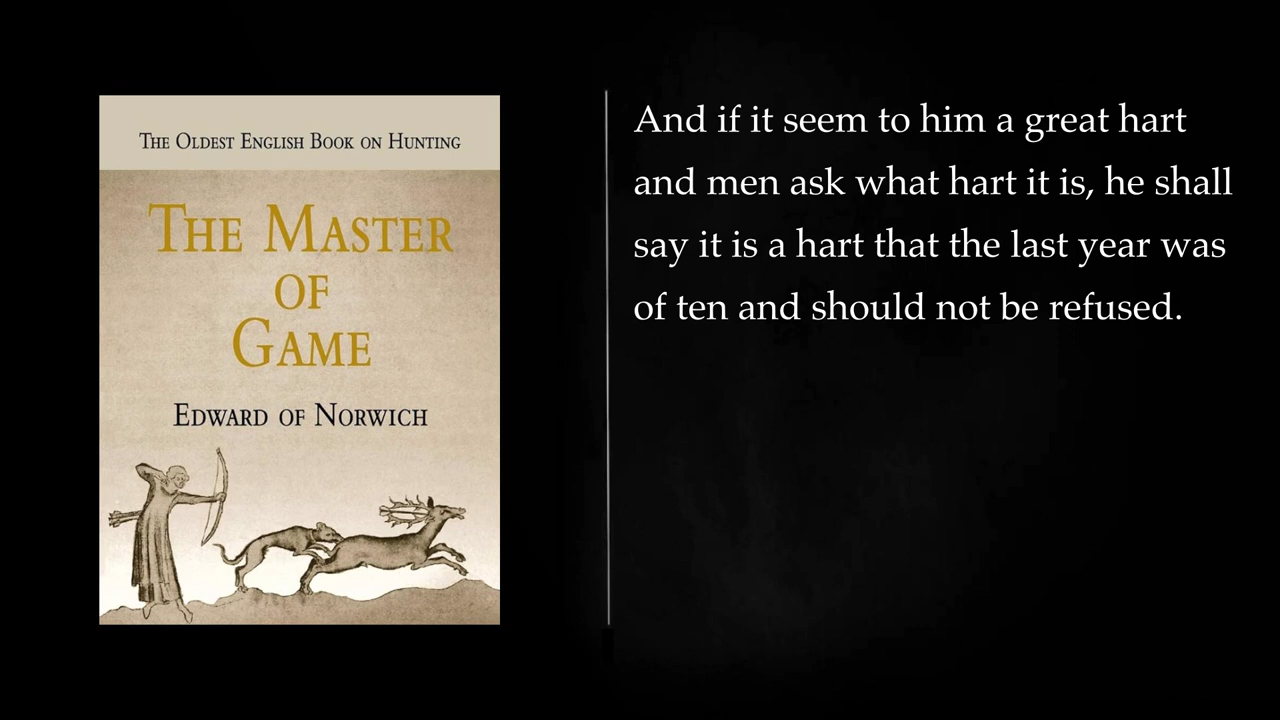 The Oldest English Book on Hunting
The Master
of
Game
Edward of Norwich
And if it seem to him a great hart
and men ask what hart it is, he shall
say it is a hart that the last year was
of ten and should not be refused.